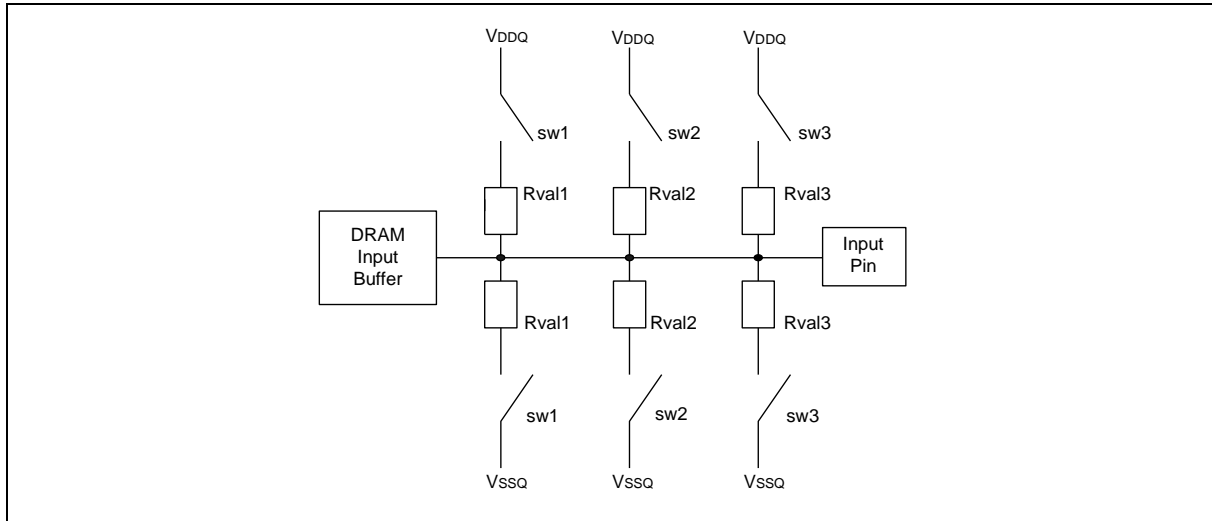 VDDQ VDDQ VDDQ
sw1 sw2 sw3
Rval1 Rval2 Rval3
DRAM
Input
Buffer
Input
Pin
Rval1 Rval2 Rval3
sw1 sw2 sw3
VSSQ VSSQ VSSQ